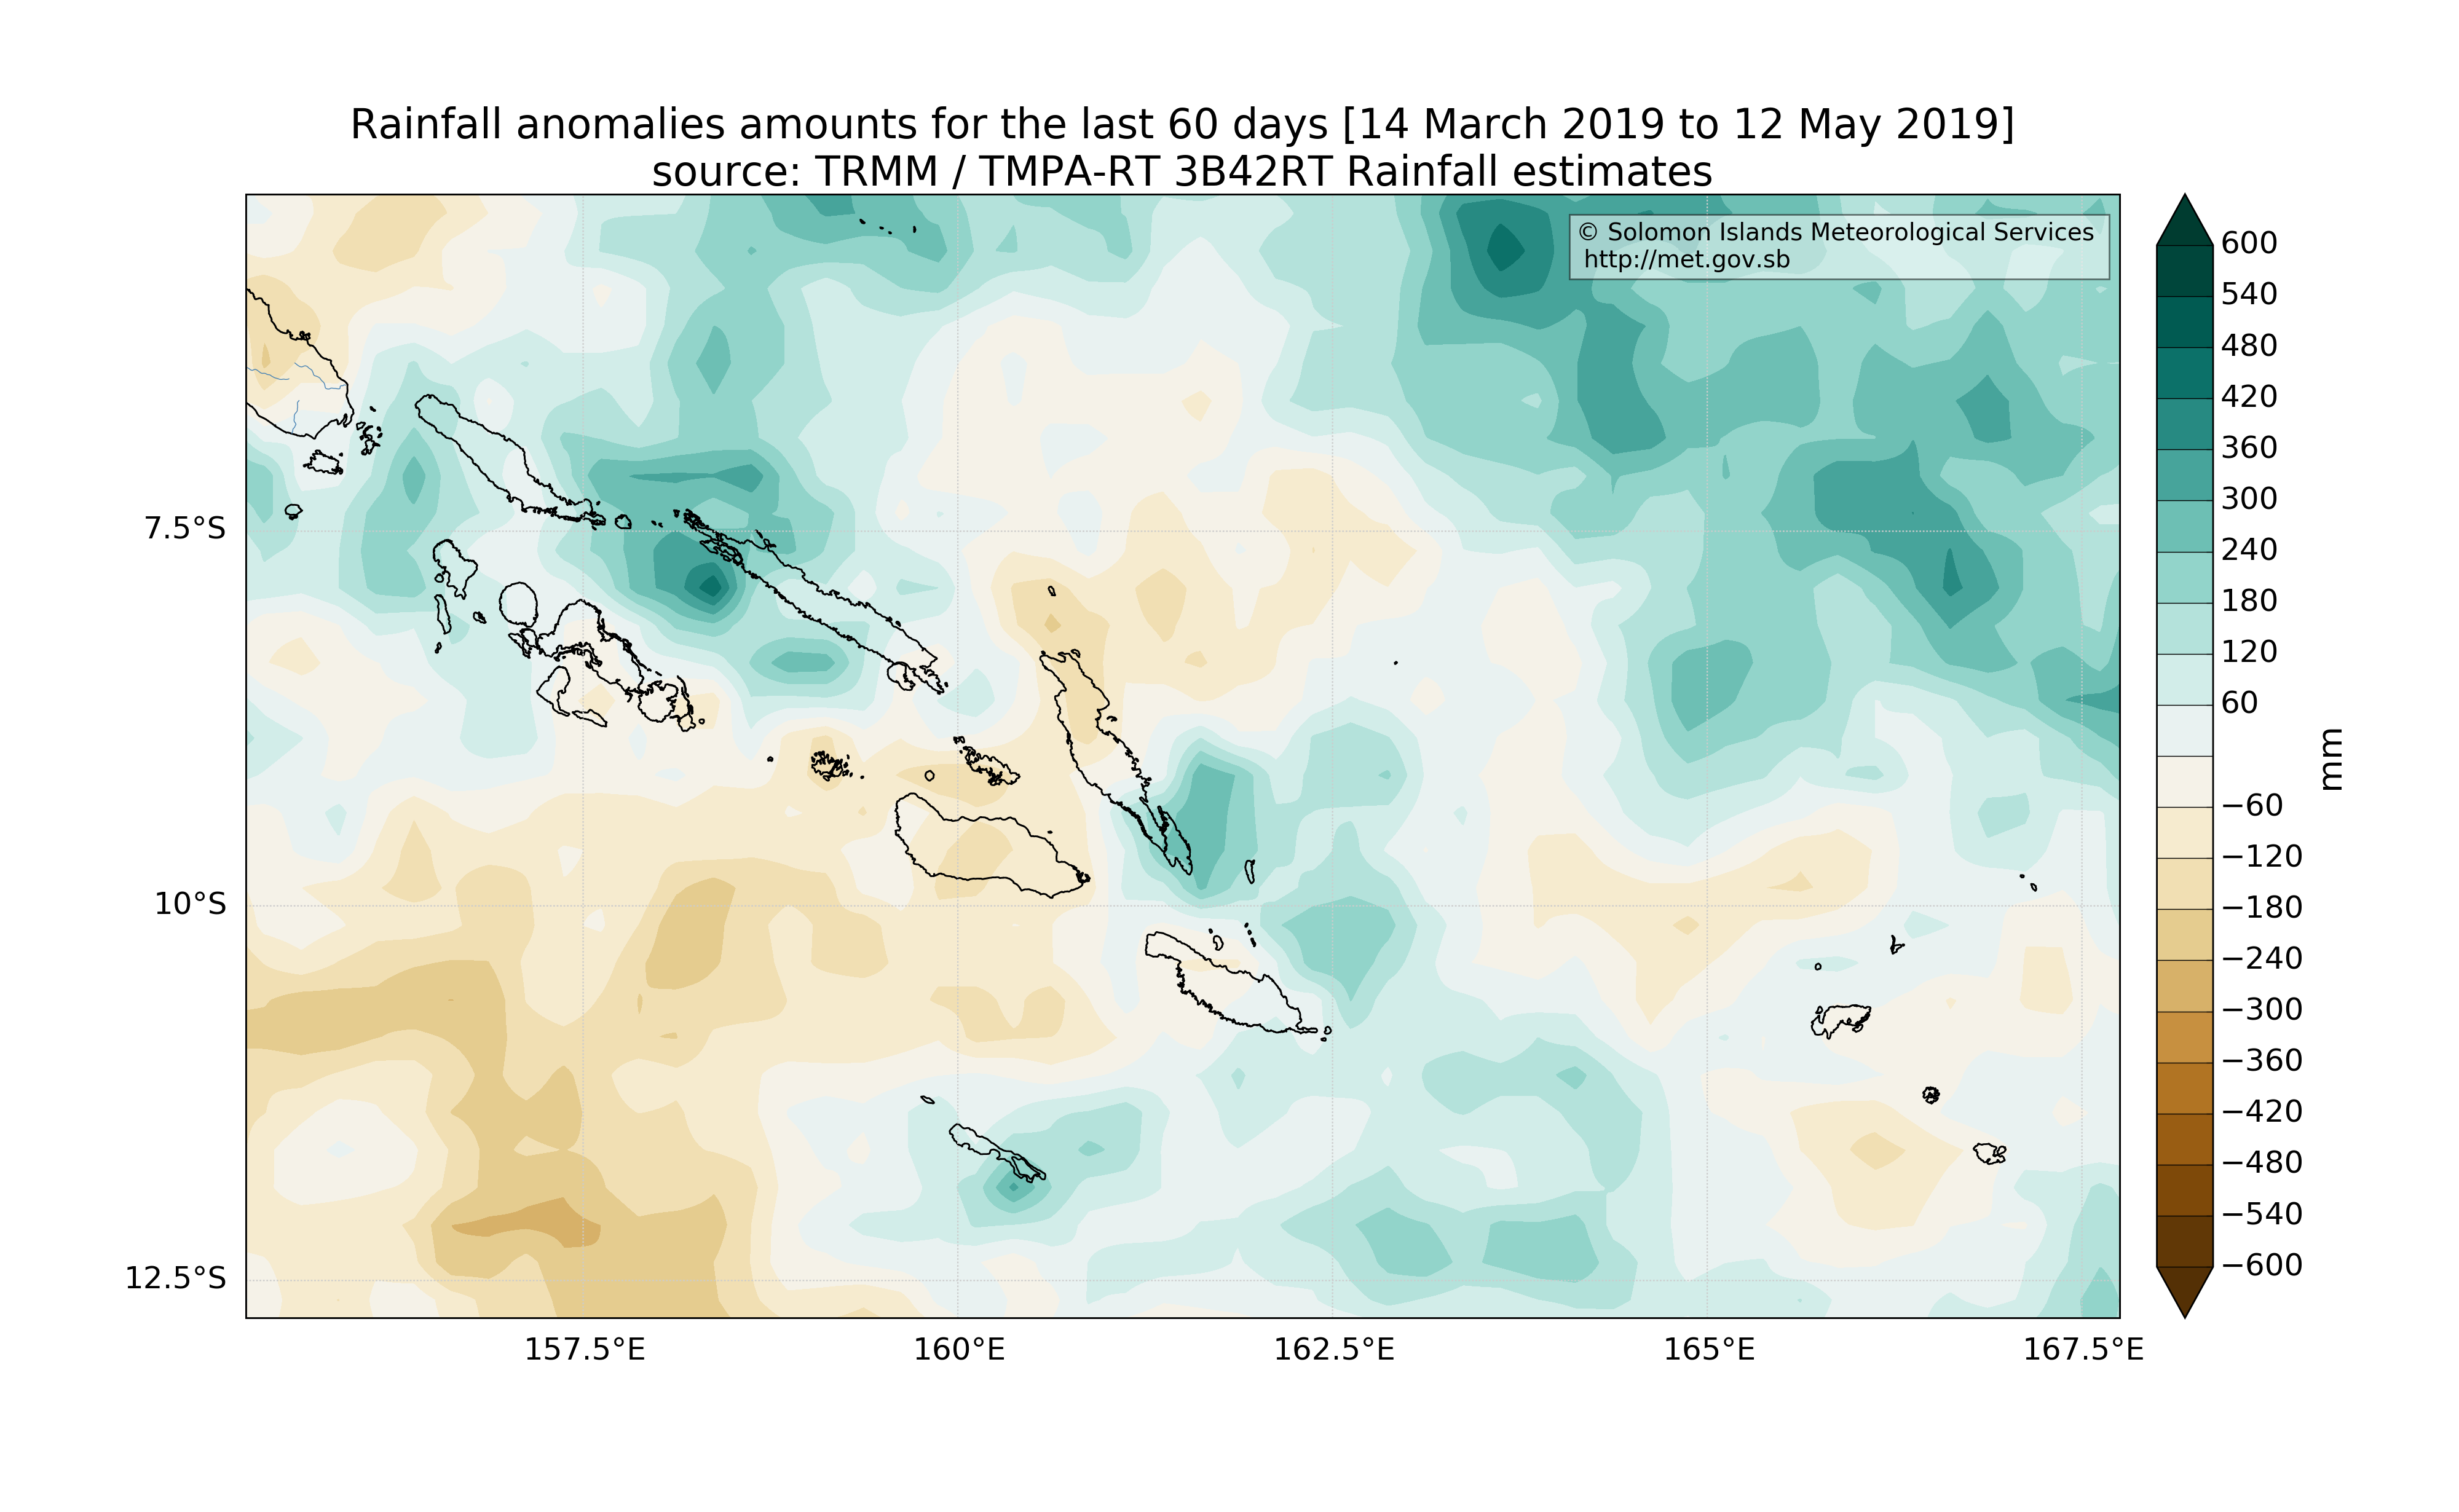 Rainfall anomalies amounts for the last 60 days [14 March 2019 to 12 May 2019]
source: TRMM / TMPA-RT 3B42RT Rainfall estimates
© Solomon Islands Meteorological Services
http://met.gov.sb
7.5°S
10°S
12.5°S
157.5°E
160°E
162.5°E
165°E
167.5°E
600
540
480
420
360
300
240
180
120
60
−60
−120
−180
−240
−300
−360
−420
−480
−540
−600
mm